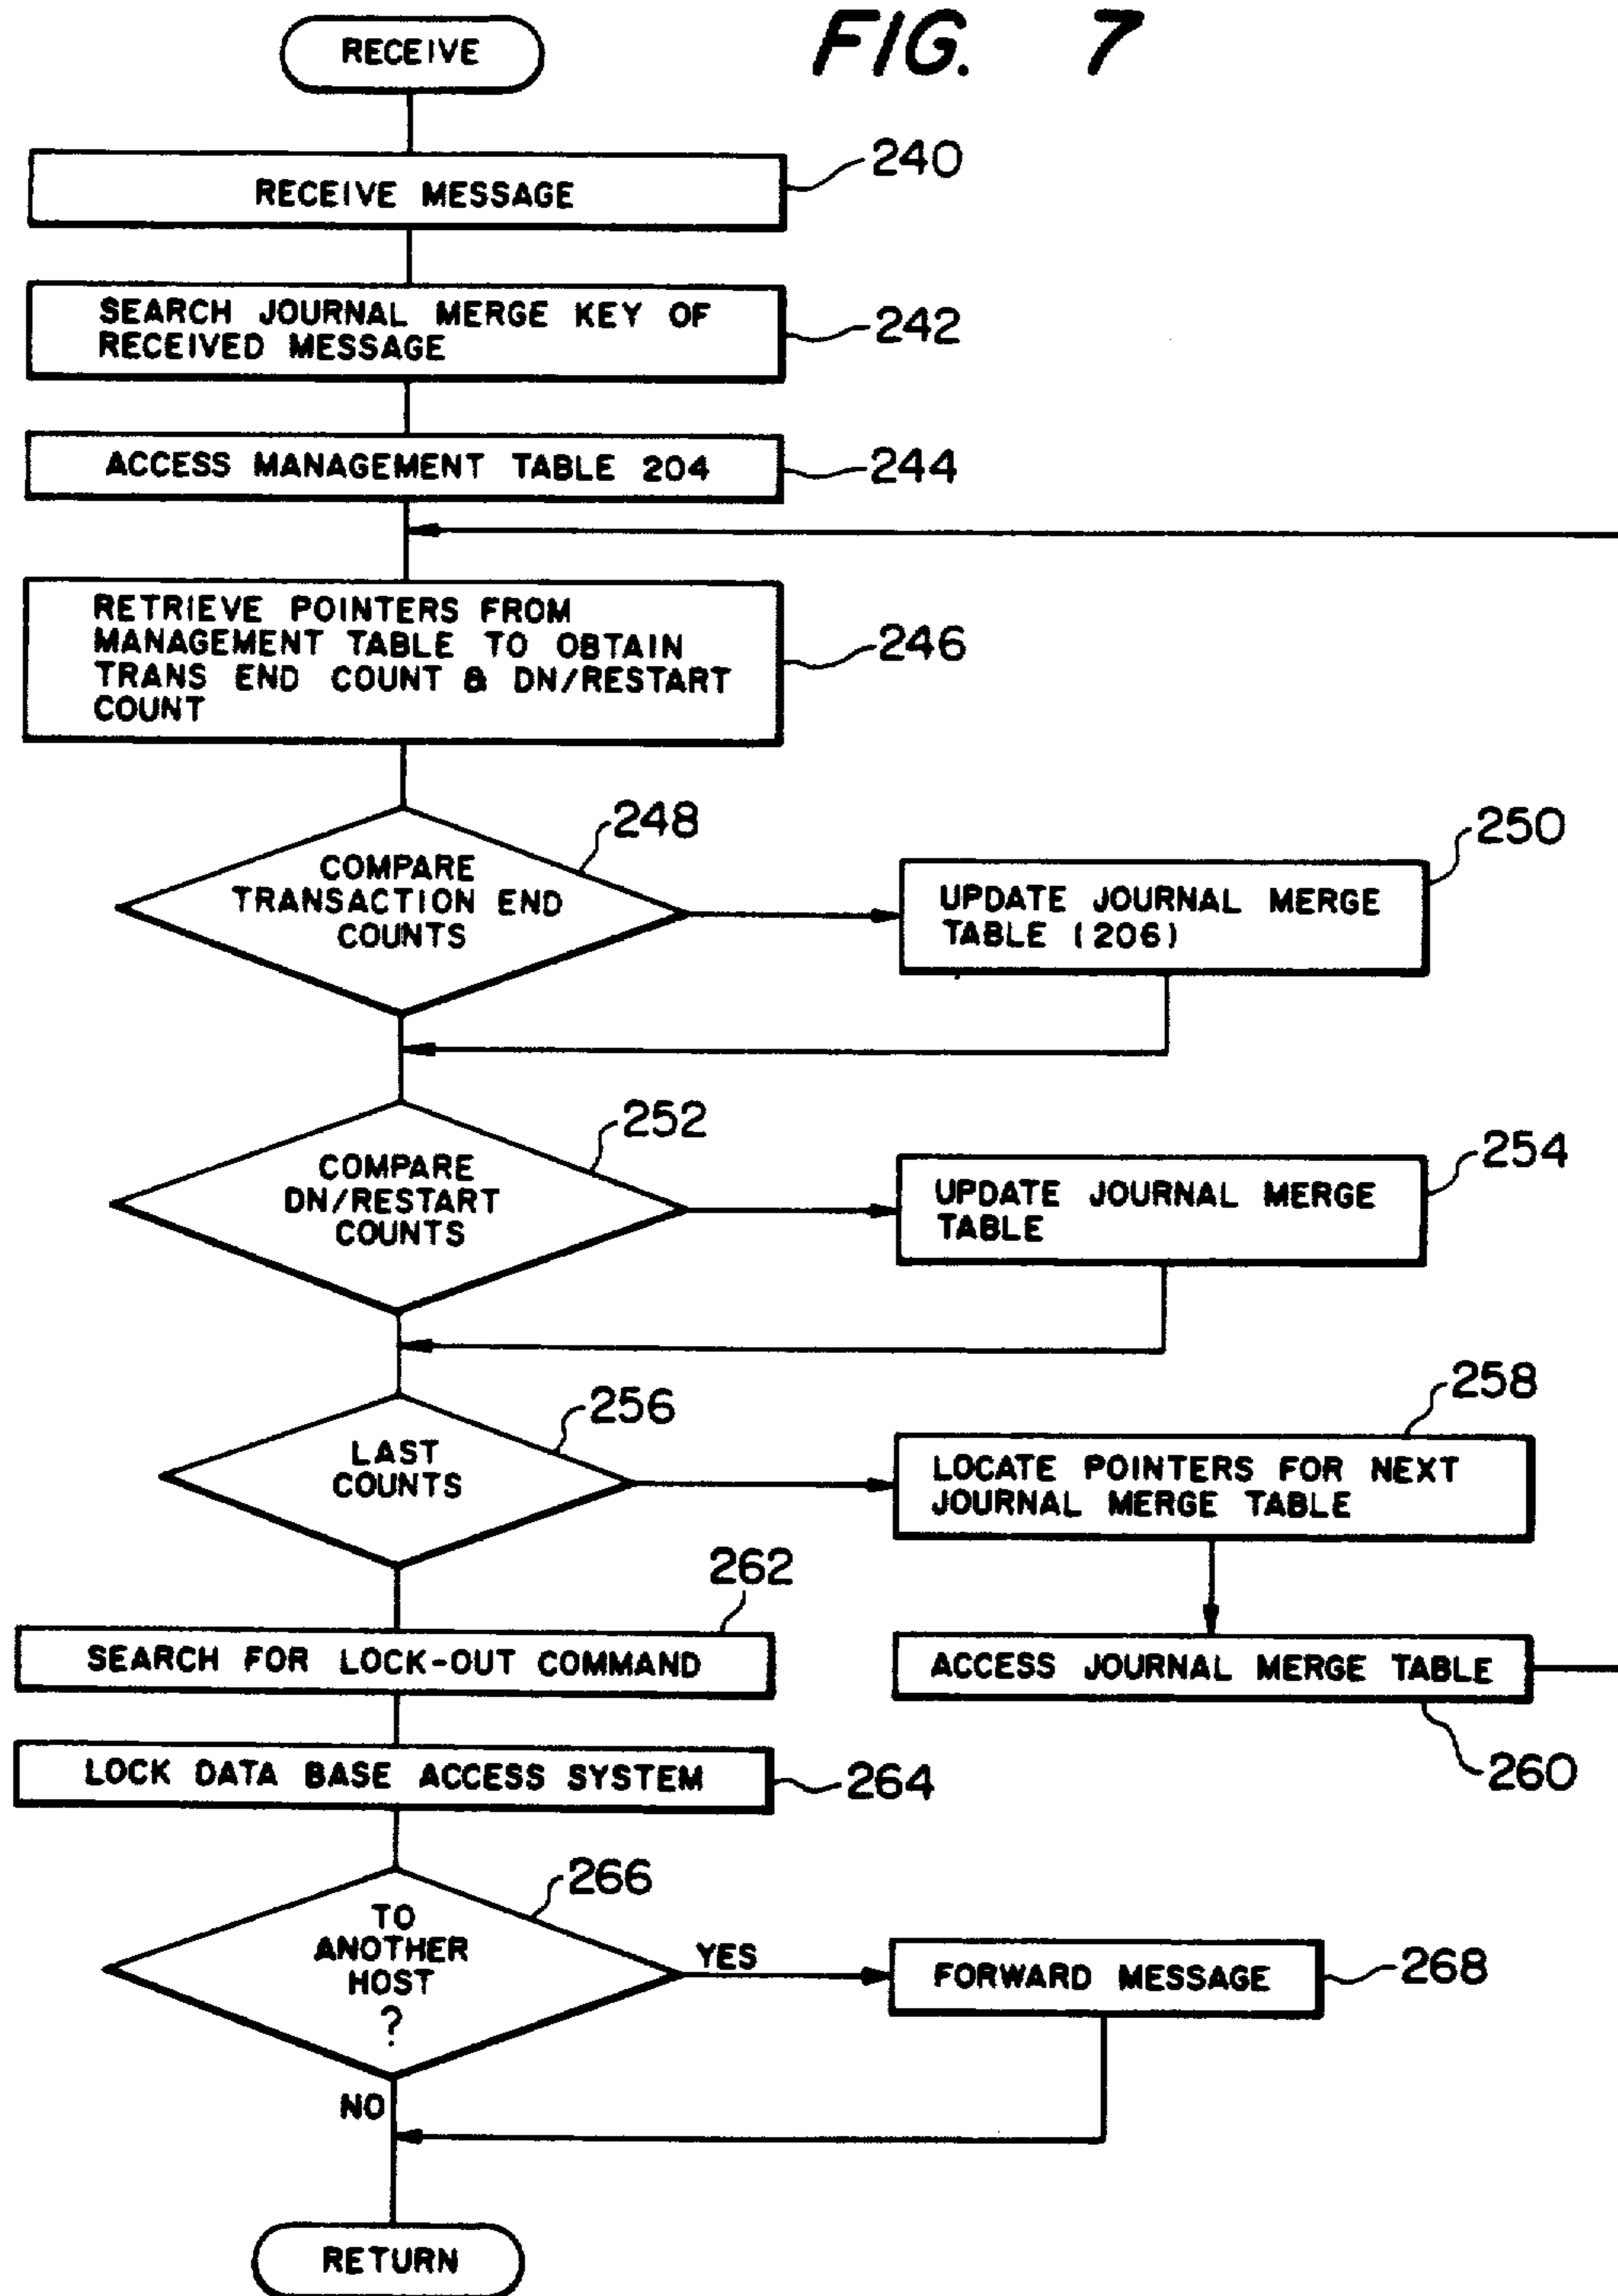 FIG. 7
RECEIVE
RECEIVE MESSAGE
240
SEARCH JOURNAL MERGE KEY OF
RECEIVED MESSAGE
242
ACCESS MANAGEMENT TABLE 204
244
RETRIEVE POINTERS FROM
MANAGEMENT TABLE TO OBTAIN
TRANS END COUNT & DN/RESTART
COUNT
246
COMPARE
TRANSACTION END
COUNTS
248
UPDATE JOURNAL MERGE
TABLE (206)
250
COMPARE
DN/RESTART
COUNTS
252
UPDATE JOURNAL MERGE
TABLE
254
LAST
COUNTS
256
LOCATE POINTERS FOR NEXT
JOURNAL MERGE TABLE
258
SEARCH FOR LOCK-OUT COMMAND
262
ACCESS JOURNAL MERGE TABLE
260
LOCK DATA BASE ACCESS SYSTEM
264
TO
ANOTHER
HOST
?
266
YES
FORWARD MESSAGE
268
NO
RETURN